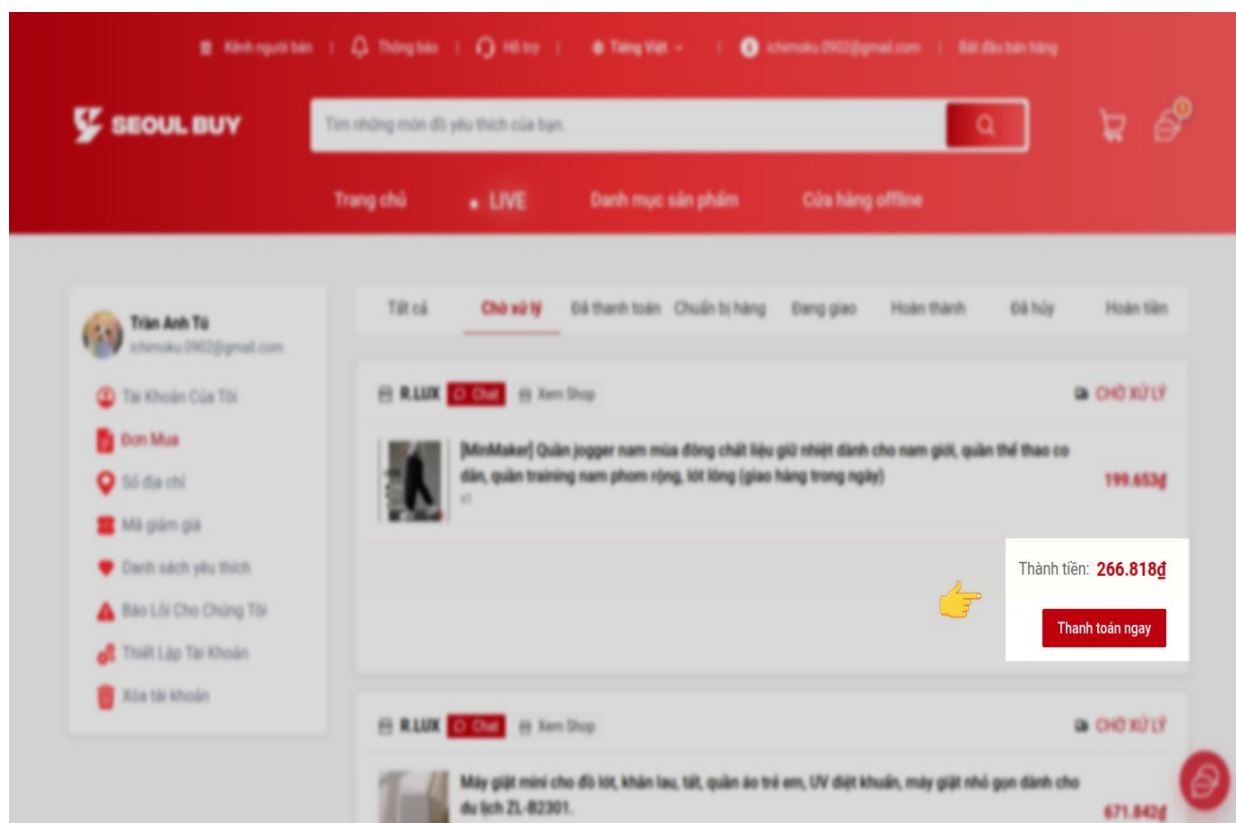 Kênh người bán | Thông báo | Hỗ trợ | Tiếng Việt | ichimoku.0902@gmail.com | Bắt đầu bán hàng
SEOUL BUY
Tìm những món đồ yêu thích của bạn.
1
Trang chủ • LIVE Danh mục sản phẩm Cửa hàng offline
Trần Anh Tú
ichimoku.0902@gmail.com
Tài Khoản Của Tôi
Đơn Mua
Sổ địa chỉ
Mã giảm giá
Danh sách yêu thích
Báo Lỗi Cho Chúng Tôi
Thiết Lập Tài Khoản
Xóa tài khoản
Tất cả Chờ xử lý Đã thanh toán Chuẩn bị hàng Đang giao Hoàn thành Đã hủy Hoàn tiền
R.LUX Chat Xem Shop CHỜ XỬ LÝ
[MinMaker] Quần jogger nam mùa đông chất liệu giữ nhiệt dành cho nam giới, quần thể thao co
dãn, quần training nam phom rộng, lót lông (giao hàng trong ngày)
x1
199.653₫
Thành tiền: 266.818₫
Thanh toán ngay
R.LUX Chat Xem Shop CHỜ XỬ LÝ
Máy giặt mini cho đồ lót, khăn lau, tất, quần áo trẻ em, UV diệt khuẩn, máy giặt nhỏ gọn dành cho
du lịch ZL-B2301.
671.842₫